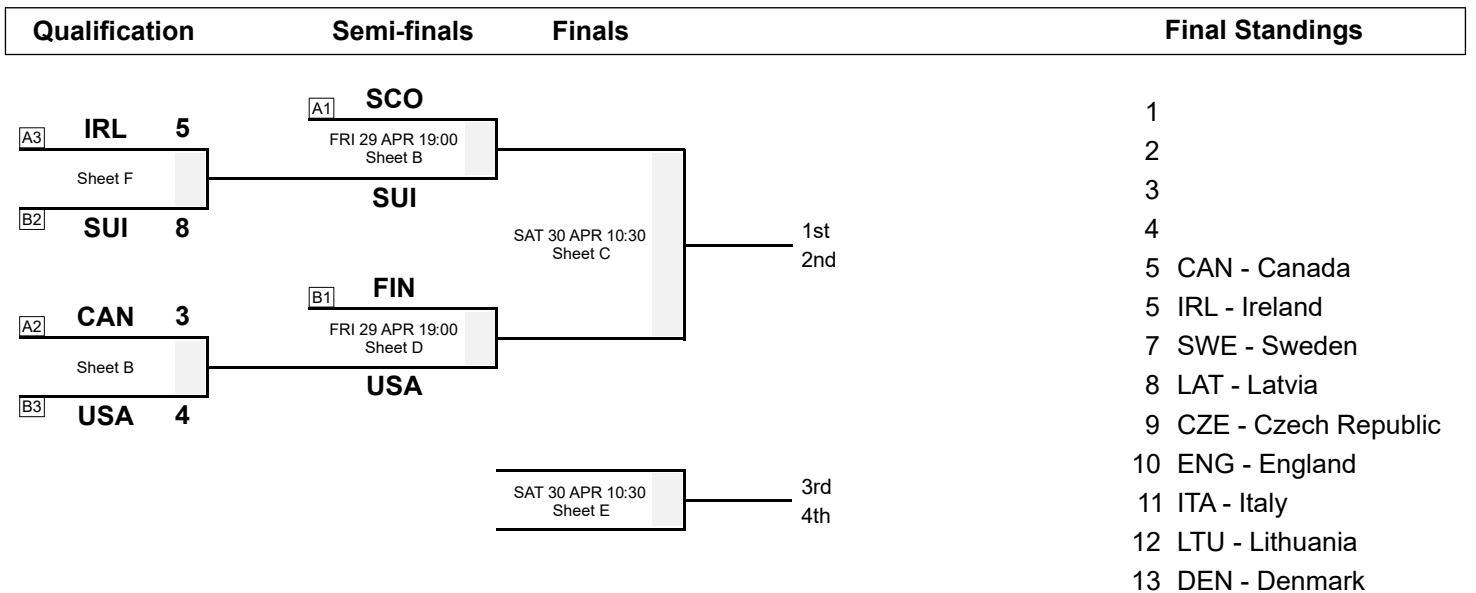 Qualification Semi-finals Finals Final Standings
A1 SCO
A3 IRL 5
FRI 29 APR 19:00
Sheet B
Sheet F
B2 SUI 8
SUI
SAT 30 APR 10:30
Sheet C
1st
2nd
B1 FIN
A2 CAN 3
FRI 29 APR 19:00
Sheet D
Sheet B
B3 USA 4
USA
SAT 30 APR 10:30
Sheet E
3rd
4th
1
2
3
4
5 CAN - Canada
5 IRL - Ireland
7 SWE - Sweden
8 LAT - Latvia
9 CZE - Czech Republic
10 ENG - England
11 ITA - Italy
12 LTU - Lithuania
13 DEN - Denmark